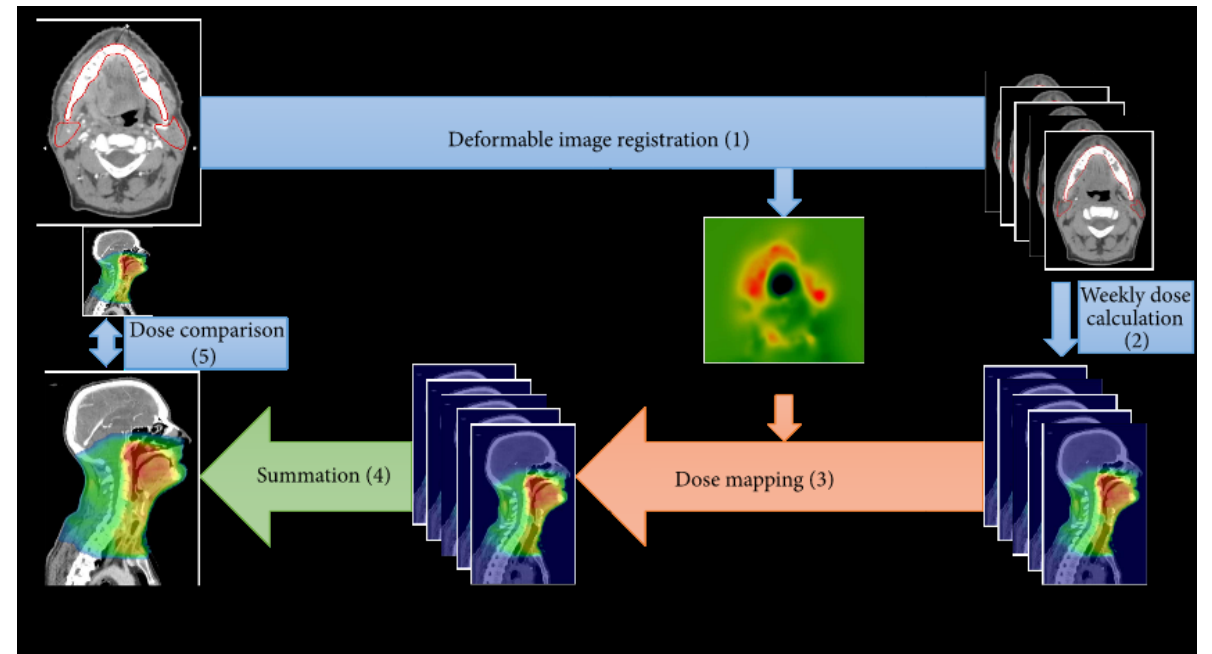 Deformable image registration (1)
Weekly dose
calculation
(2)
Dose comparison
(5)
Summation (4)
Dose mapping (3)